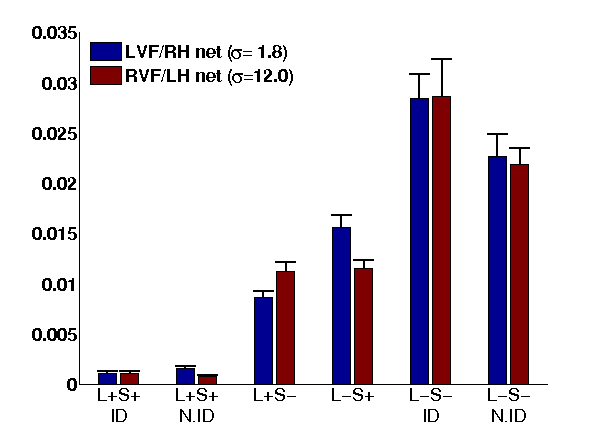 0.035
LVF/RH net (σ= 1.8)
0.03
RVF/LH net (σ=12.0)
0.025
0.02
0.015
0.01
0.005
0
L+S+ L+S+ L+S− L−S+ L−S− L−S−
ID N.ID ID N.ID